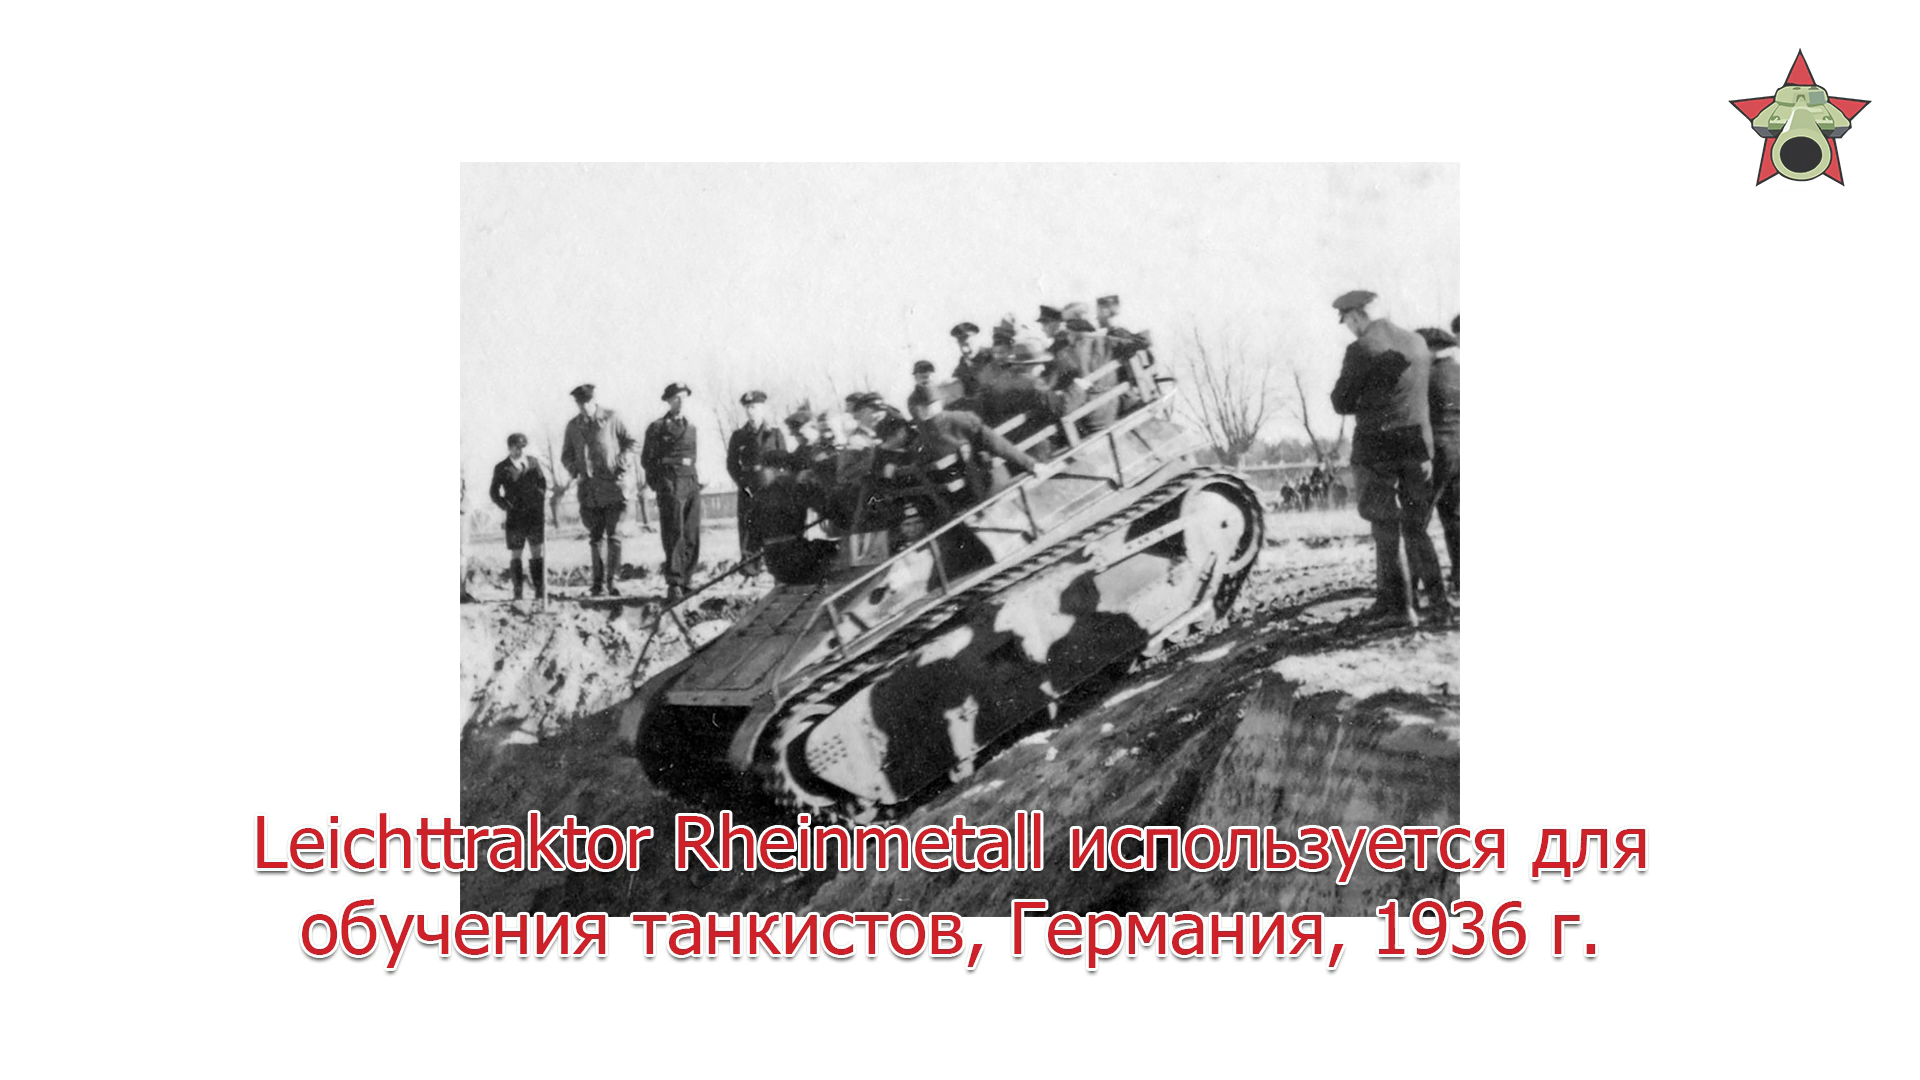 Leichttraktor Rheinmetall используется для
обучения танкистов, Германия, 1936 г.